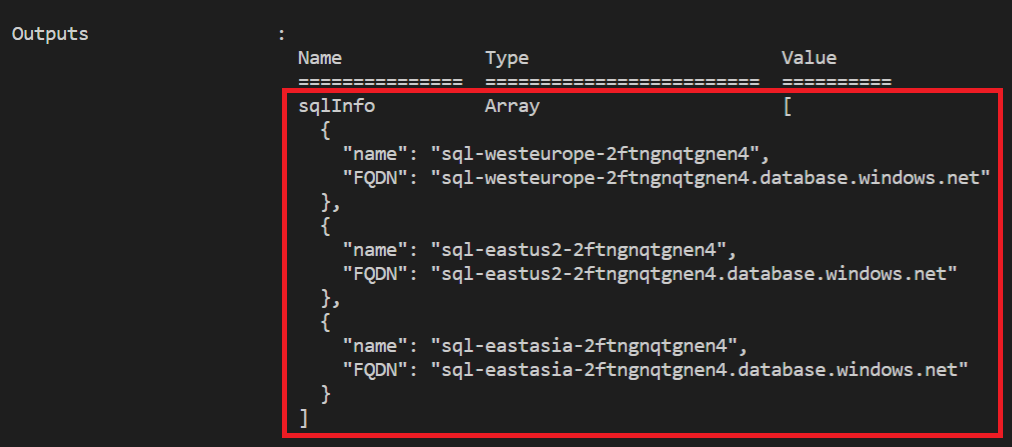 Outputs :
Name Type Value
=============== ========================= ==========
sqlInfo Array [
{
"name": "sql-westeurope-2ftngnqtgnen4",
"FQDN": "sql-westeurope-2ftngnqtgnen4.database.windows.net"
},
{
"name": "sql-eastus2-2ftngnqtgnen4",
"FQDN": "sql-eastus2-2ftngnqtgnen4.database.windows.net"
},
{
"name": "sql-eastasia-2ftngnqtgnen4",
"FQDN": "sql-eastasia-2ftngnqtgnen4.database.windows.net"
}
]